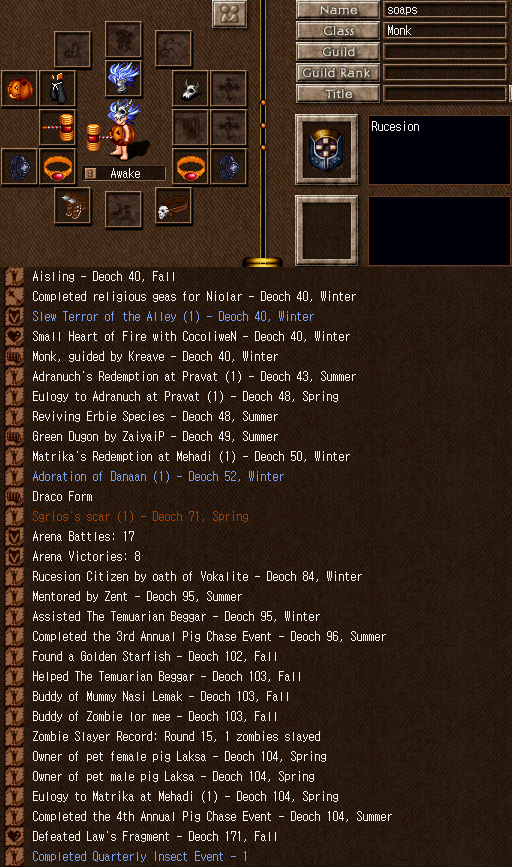 Name soaps
Class Monk
Guild
Guild Rank
Title
Rucesion
Awake
Aisling - Deoch 40, Fall
Completed religious geas for Niolar - Deoch 40, Winter
Slew Terror of the Alley (1) - Deoch 40, Winter
Small Heart of Fire with CocoliweN - Deoch 40, Winter
Monk, guided by Kreave - Deoch 40, Winter
Adranuch's Redemption at Pravat (1) - Deoch 43, Summer
Eulogy to Adranuch at Pravat (1) - Deoch 48, Spring
Reviving Erbie Species - Deoch 48, Summer
Green Dugon by ZaiyaiP - Deoch 49, Summer
Matrika's Redemption at Mehadi (1) - Deoch 50, Winter
Adoration of Danaan (1) - Deoch 52, Winter
Draco Form
Sgrios's scar (1) - Deoch 71, Spring
Arena Battles: 17
Arena Victories: 8
Rucesion Citizen by oath of Vokalite - Deoch 84, Winter
Mentored by Zent - Deoch 95, Summer
Assisted The Temuarian Beggar - Deoch 95, Winter
Completed the 3rd Annual Pig Chase Event - Deoch 96, Summer
Found a Golden Starfish - Deoch 102, Fall
Helped The Temuarian Beggar - Deoch 103, Fall
Buddy of Mummy Nasi Lemak - Deoch 103, Fall
Buddy of Zombie lor mee - Deoch 103, Fall
Zombie Slayer Record: Round 15, 1 zombies slayed
Owner of pet female pig Laksa - Deoch 104, Spring
Owner of pet male pig Laksa - Deoch 104, Spring
Eulogy to Matrika at Mehadi (1) - Deoch 104, Spring
Completed the 4th Annual Pig Chase Event - Deoch 104, Summer
Defeated Law's Fragment - Deoch 171, Fall
Completed Quarterly Insect Event - 1